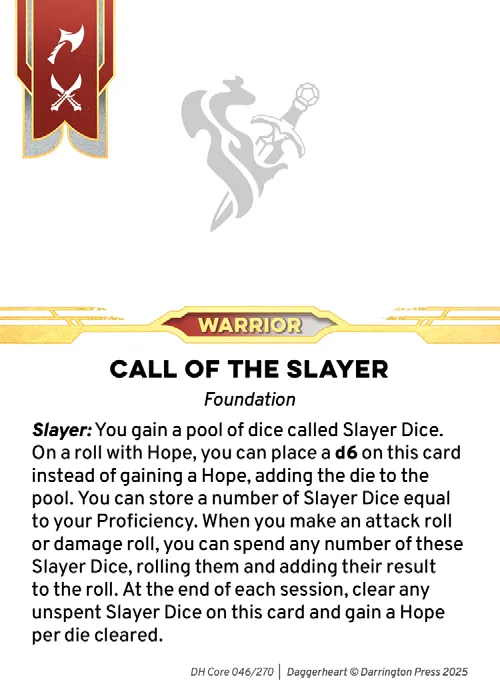 WARRIOR
CALL OF THE SLAYER
Foundation
Slayer: You gain a pool of dice called Slayer Dice.
On a roll with Hope, you can place a d6 on this card
instead of gaining a Hope, adding the die to the
pool. You can store a number of Slayer Dice equal
to your Proficiency. When you make an attack roll
or damage roll, you can spend any number of these
Slayer Dice, rolling them and adding their result
to the roll. At the end of each session, clear any
unspent Slayer Dice on this card and gain a Hope
per die cleared.
DH Core 046/270 | Daggerheart © Darrington Press 2025